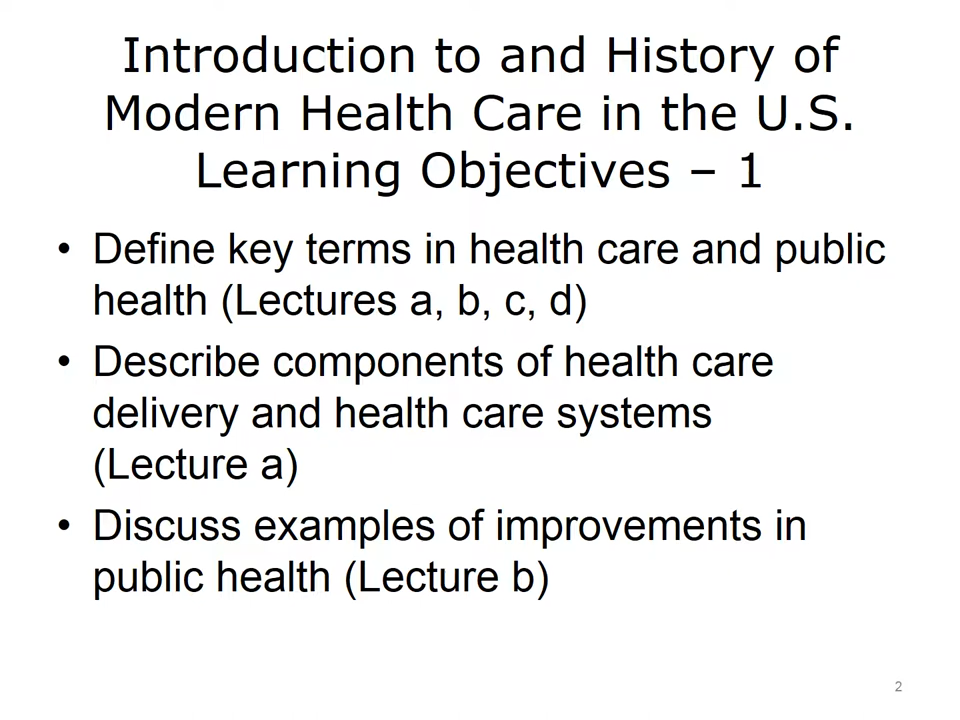 Introduction to and History of
Modern Health Care in the U.S.
Learning Objectives – 1
• Define key terms in health care and public
health (Lectures a, b, c, d)
• Describe components of health care
delivery and health care systems
(Lecture a)
• Discuss examples of improvements in
public health (Lecture b)
2